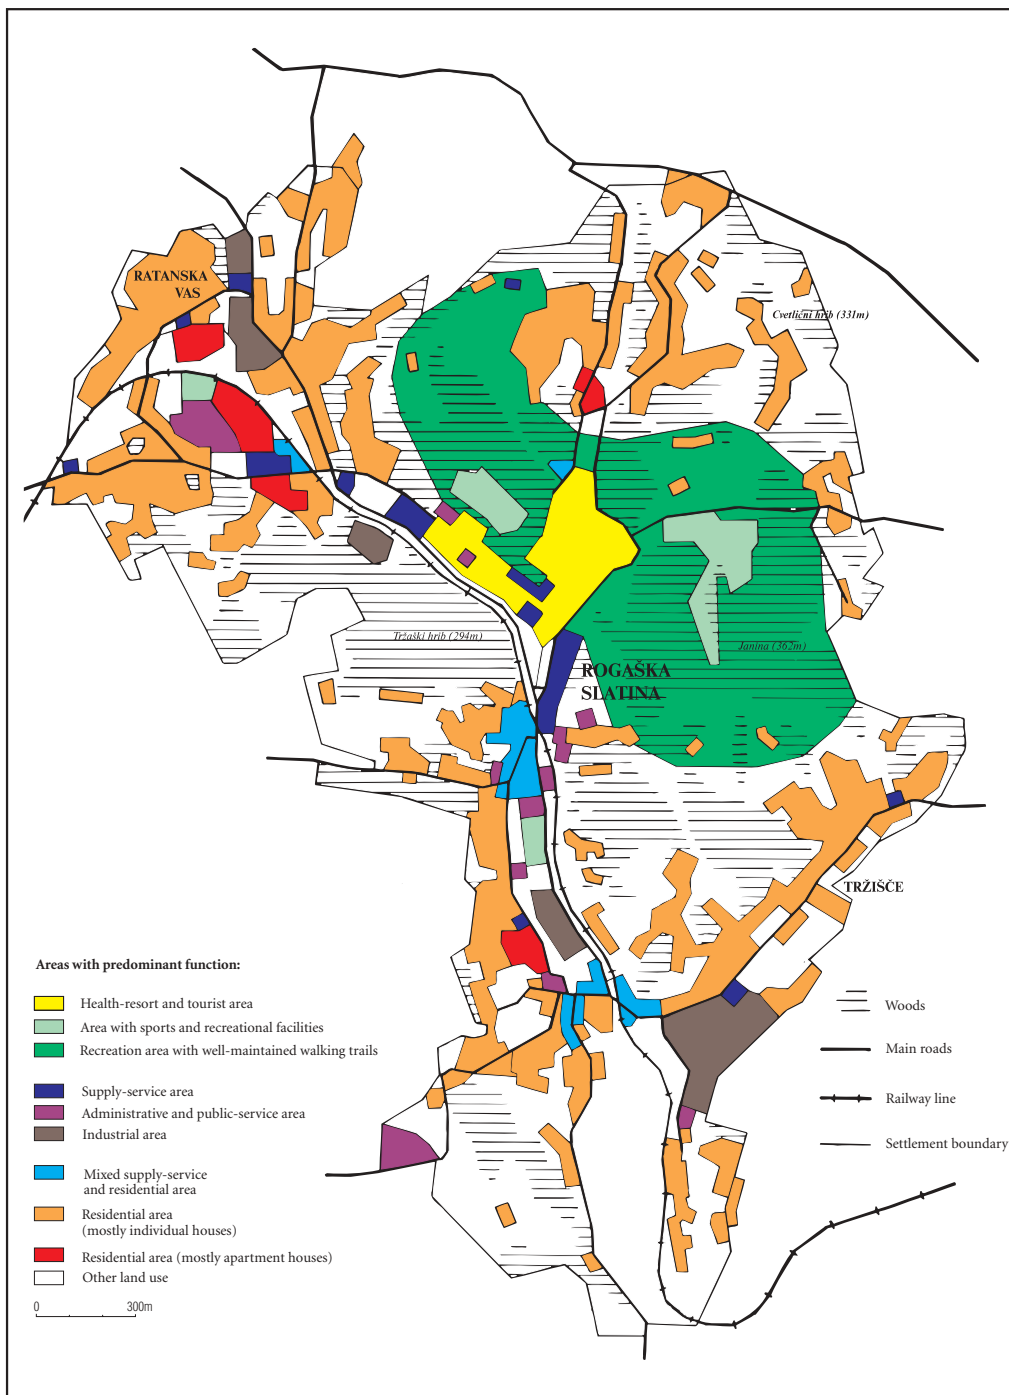 RATANSKA
VAS
Cvetlični hrib (331m)
Tržaški hrib (294m)
Janina (362m)
ROGAŠKA
SLATINA
TRŽIŠČE
Areas with predominant function:
Health-resort and tourist area
Area with sports and recreational facilities
Recreation area with well-maintained walking trails
Supply-service area
Administrative and public-service area
Industrial area
Mixed supply-service
and residential area
Residential area
(mostly individual houses)
Residential area (mostly apartment houses)
Other land use
0 300m
Woods
Main roads
Railway line
Settlement boundary